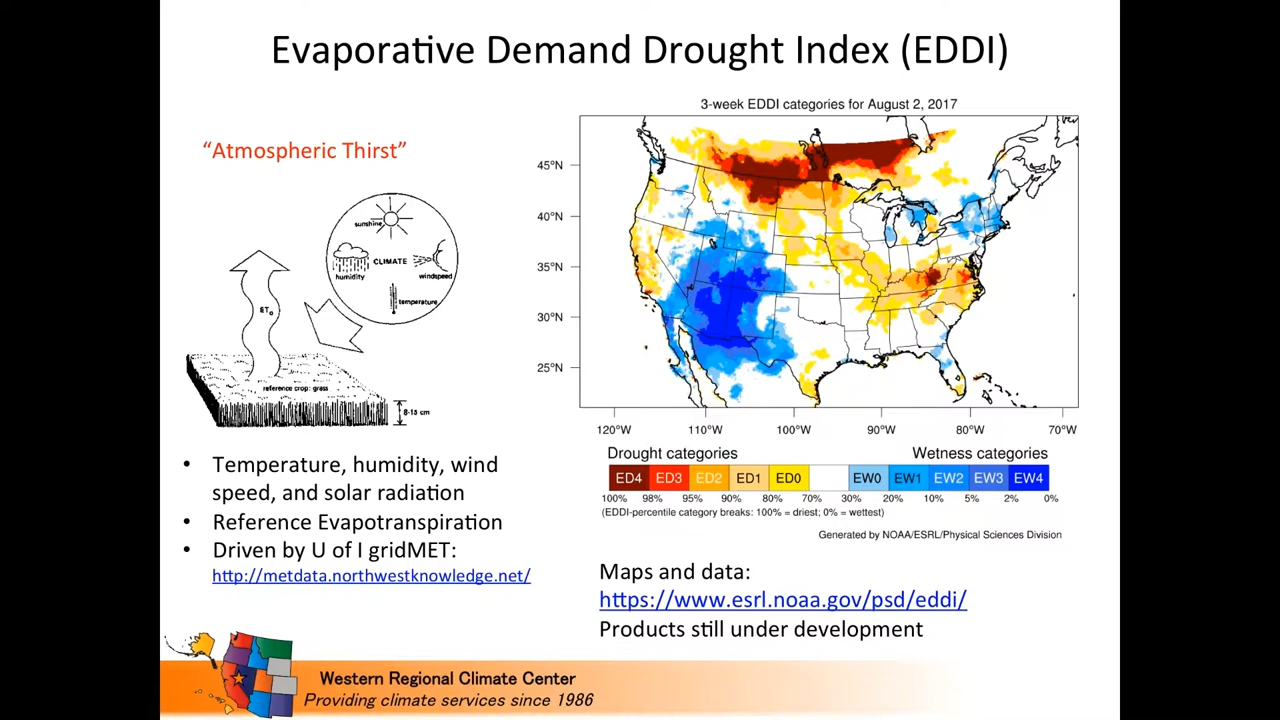 Evaporative Demand Drought Index (EDDI)
“Atmospheric Thirst”
sunshine
CLIMATE
humidity
windspeed
temperature
ETo
reference crop: grass
8-15 cm
• Temperature, humidity, wind
speed, and solar radiation
• Reference Evapotranspiration
• Driven by U of I gridMET:
http://metdata.northwestknowledge.net/
3-week EDDI categories for August 2, 2017
45°N
40°N
35°N
30°N
25°N
120°W 110°W 100°W 90°W 80°W 70°W
Drought categories Wetness categories
ED4 ED3 ED2 ED1 ED0 EW0 EW1 EW2 EW3 EW4
100% 98% 95% 90% 80% 70% 30% 20% 10% 5% 2% 0%
(EDDI-percentile category breaks: 100% = driest; 0% = wettest)
Generated by NOAA/ESRL/Physical Sciences Division
Maps and data:
https://www.esrl.noaa.gov/psd/eddi/
Products still under development
Western Regional Climate Center
Providing climate services since 1986